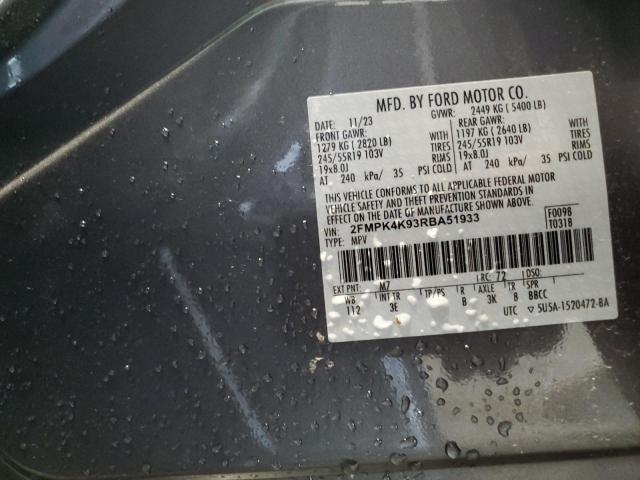 MFD. BY FORD MOTOR CO.
DATE: 11/23 GVWR: 2449 KG ( 5400 LB)
FRONT GAWR: REAR GAWR:
1279 KG ( 2820 LB) WITH 1197 KG ( 2640 LB) WITH
245/55R19 103V TIRES 245/55R19 103V TIRES
19x8.0J RIMS 19x8.0J RIMS
AT 240 kPa/ 35 PSI COLD AT 240 kPa/ 35 PSI COLD
THIS VEHICLE CONFORMS TO ALL APPLICABLE FEDERAL MOTOR
VEHICLE SAFETY AND THEFT PREVENTION STANDARDS IN
EFFECT ON THE DATE OF MANUFACTURE SHOWN ABOVE.
VIN: 2FMPK4K93RBA51933 F0098
TYPE: MPV T0318
EXT PNT: M7 RC: 72 DSO:
WB INT TR TP/PS R AXLE TR SPR
112 3E B 3K 8 BBCC
UTC ▽ 5U5A-1520472-BA